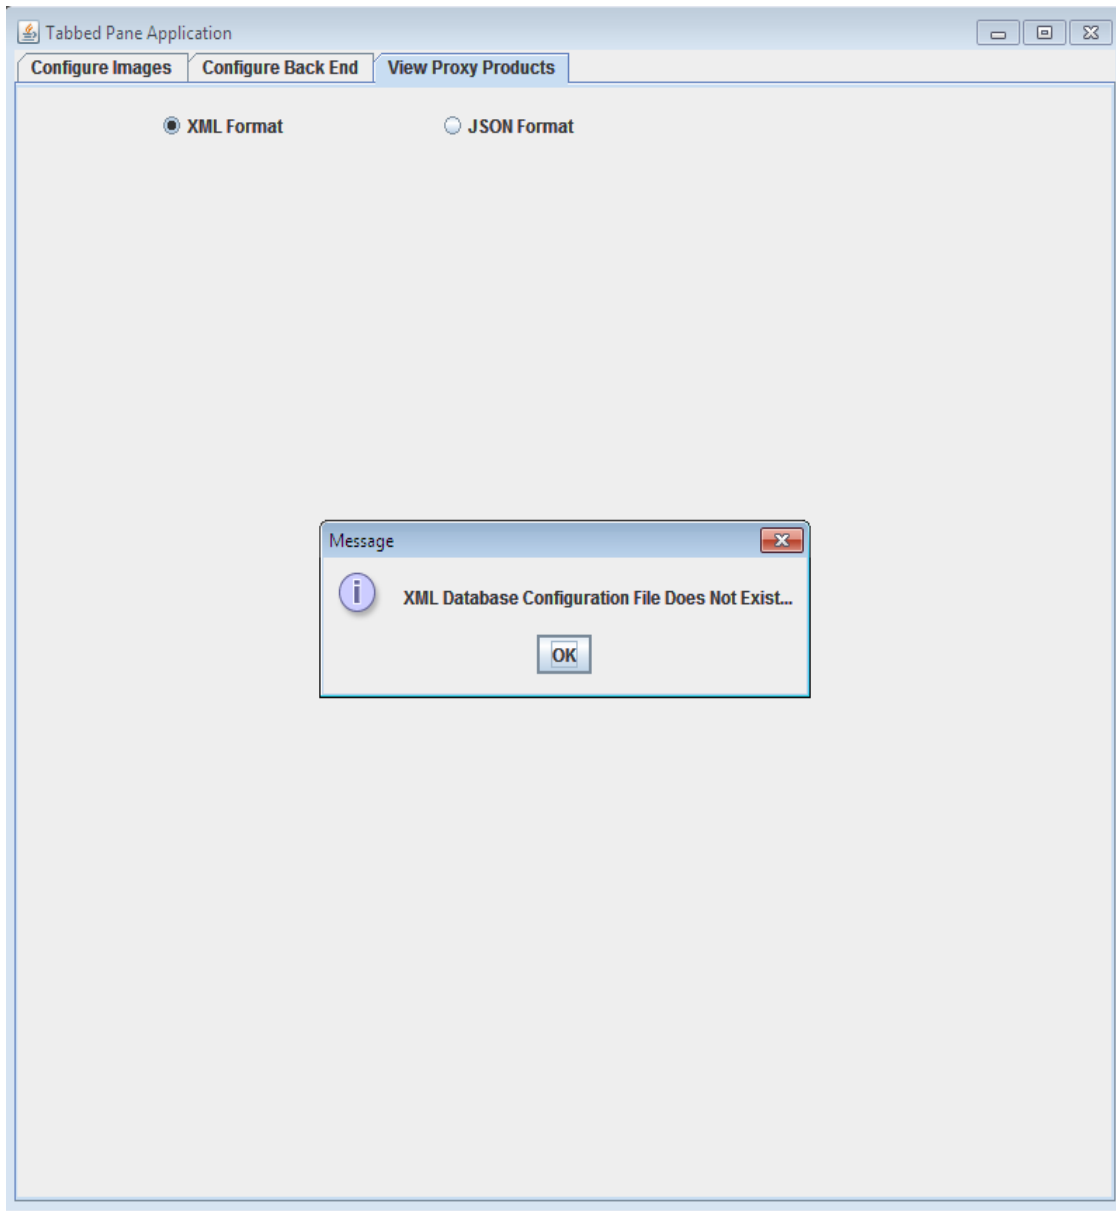 Tabbed Pane Application
Configure Images Configure Back End View Proxy Products
XML Format JSON Format
Message
i XML Database Configuration File Does Not Exist...
OK